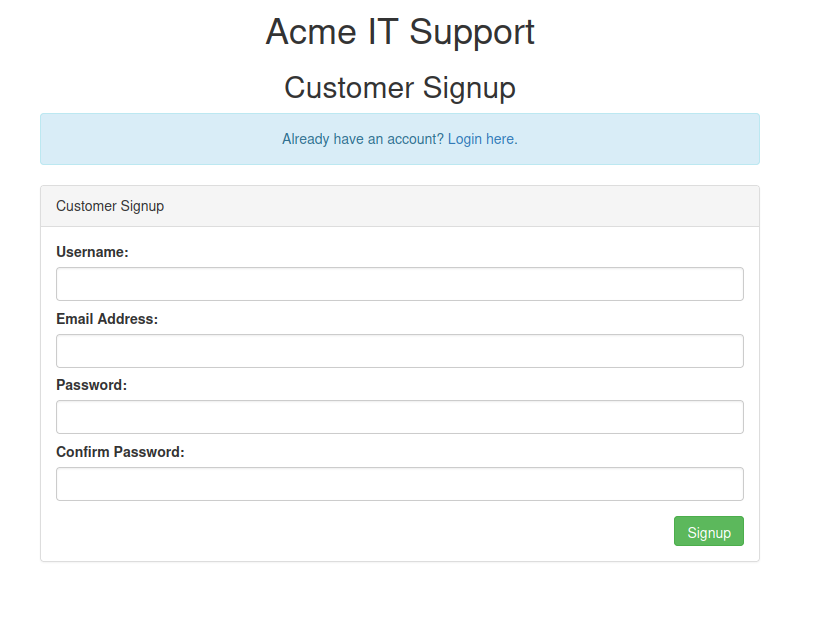 Acme IT Support
Customer Signup
Already have an account? Login here.
Customer Signup
Username:
Email Address:
Password:
Confirm Password:
Signup